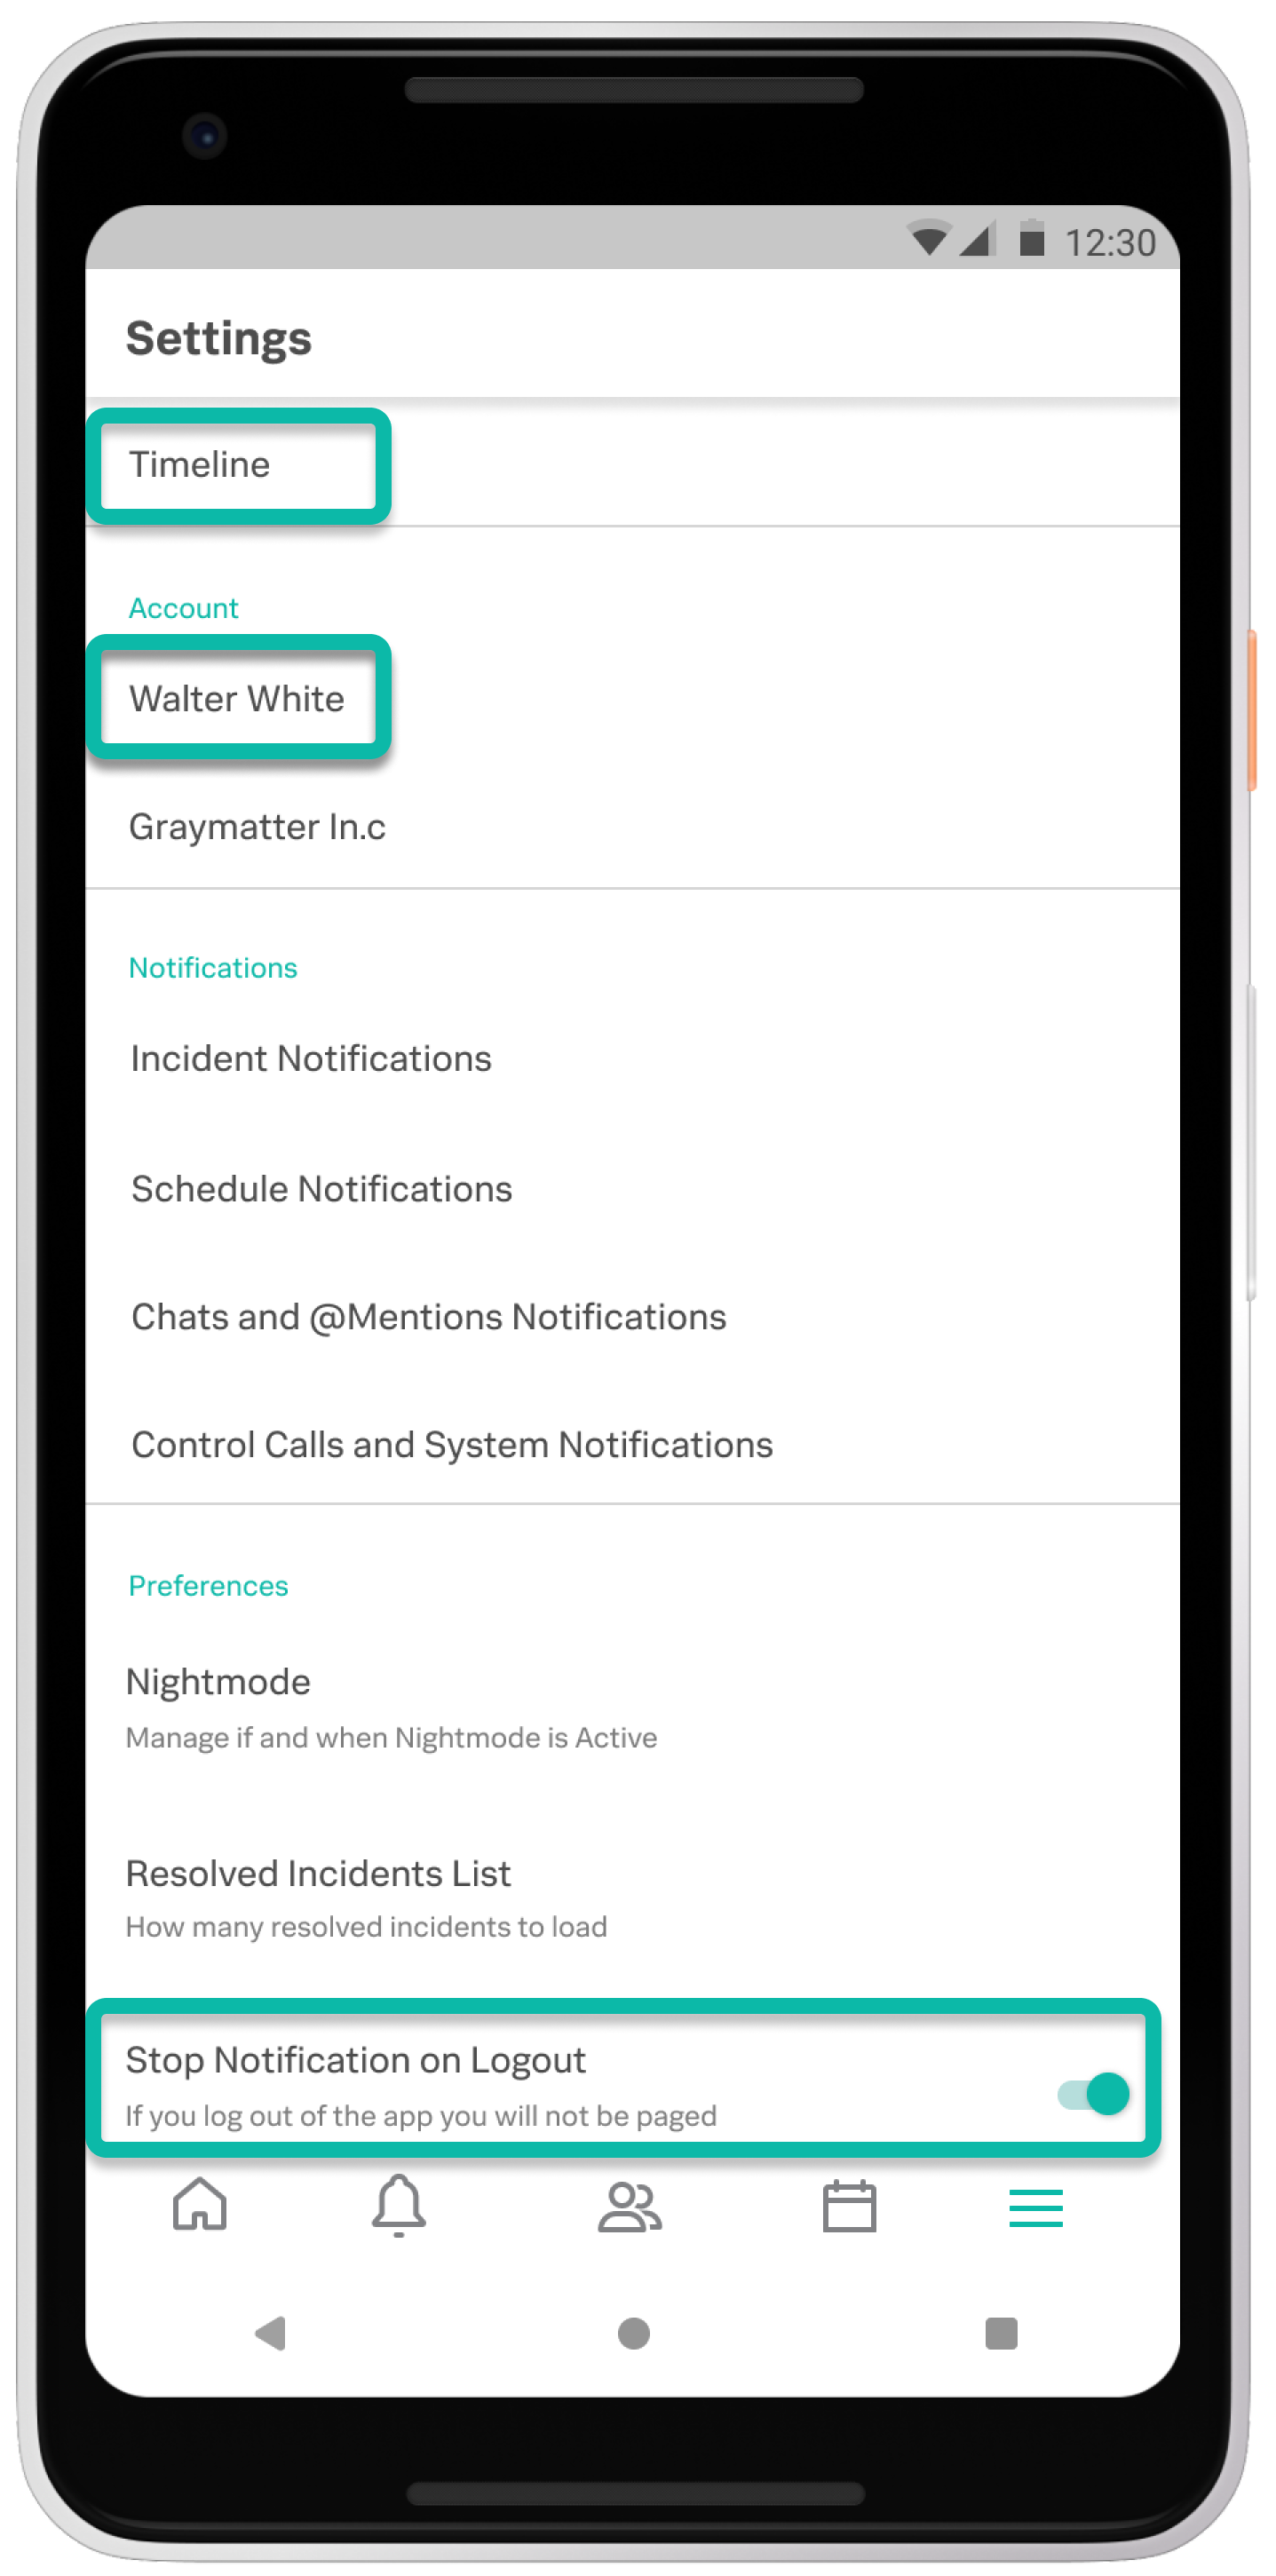 12:30
Settings
Timeline
Account
Walter White
Graymatter In.c
Notifications
Incident Notifications
Schedule Notifications
Chats and @Mentions Notifications
Control Calls and System Notifications
Preferences
Nightmode
Manage if and when Nightmode is Active
Resolved Incidents List
How many resolved incidents to load
Stop Notification on Logout
If you log out of the app you will not be paged